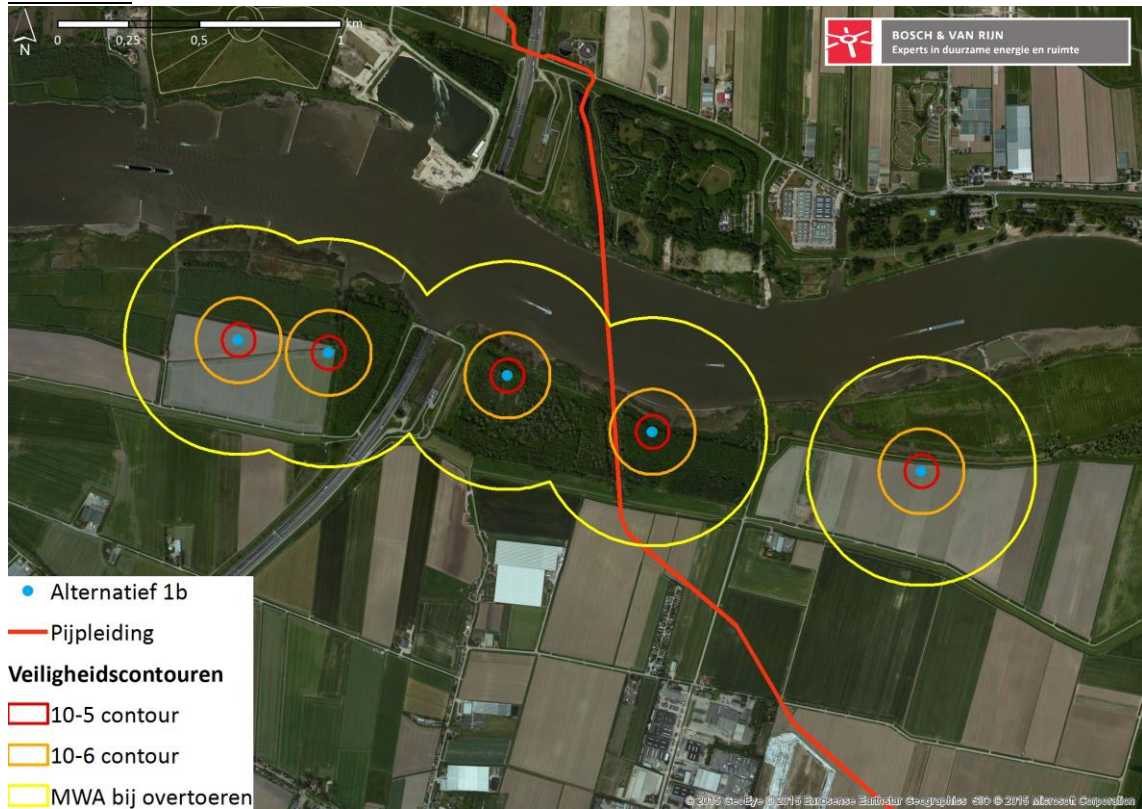 N
km
0 0,25 0,5 1
BOSCH & VAN RIJN
Experts in duurzame energie en ruimte
Alternatief 1b
Pijpleiding
Veiligheidscontouren
10-5 contour
10-6 contour
MWA bij overtoeren
© 2015 GeoEye © 2015 Eurosense Earthstar Geographics SIO © 2015 Microsoft Corporation